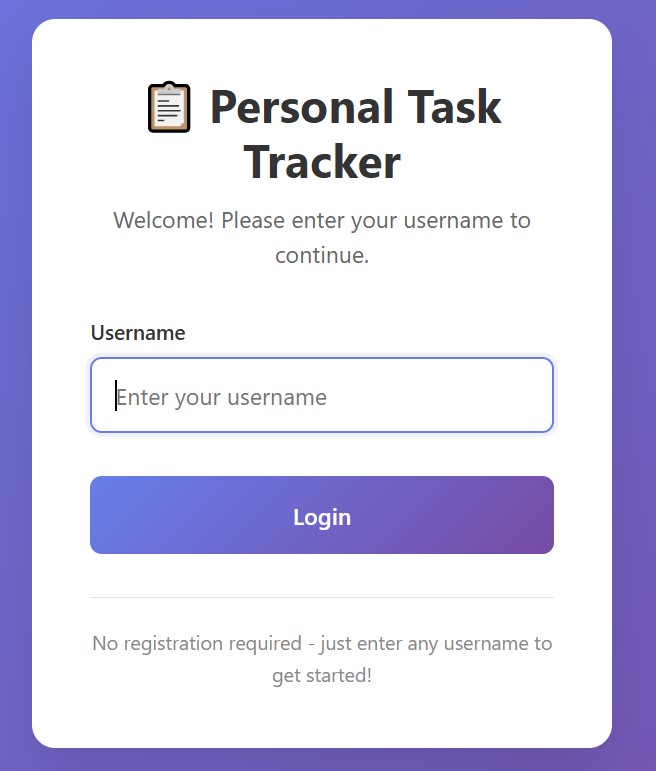 Personal Task
Tracker
Welcome! Please enter your username to
continue.
Username
Enter your username
Login
No registration required - just enter any username to
get started!